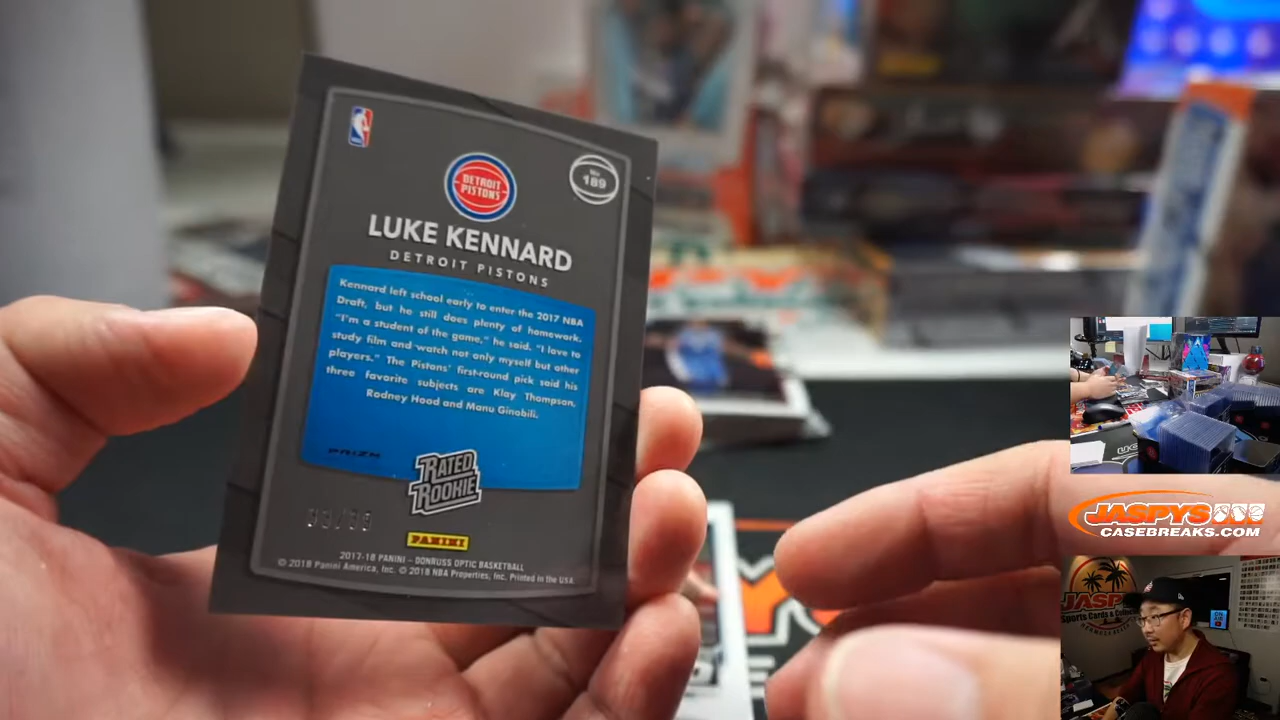 DETROIT
PISTONS
No
189
LUKE KENNARD
DETROIT PISTONS
Kennard left school early to enter the 2017 NBA
Draft, but he still does plenty of homework.
"I'm a student of the game," he said. "I love to
study film and watch not only myself but other
players." The Pistons' first-round pick said his
three favorite subjects are Klay Thompson,
Rodney Hood and Manu Ginobili.
PRIZM
RATED
ROOKIE
PANINI
2017-18 PANINI – DONRUSS OPTIC BASKETBALL
© 2018 Panini America, Inc. © 2018 NBA Properties, Inc. Printed in the USA.
JASPYS
CASEBREAKS.COM
JASPY